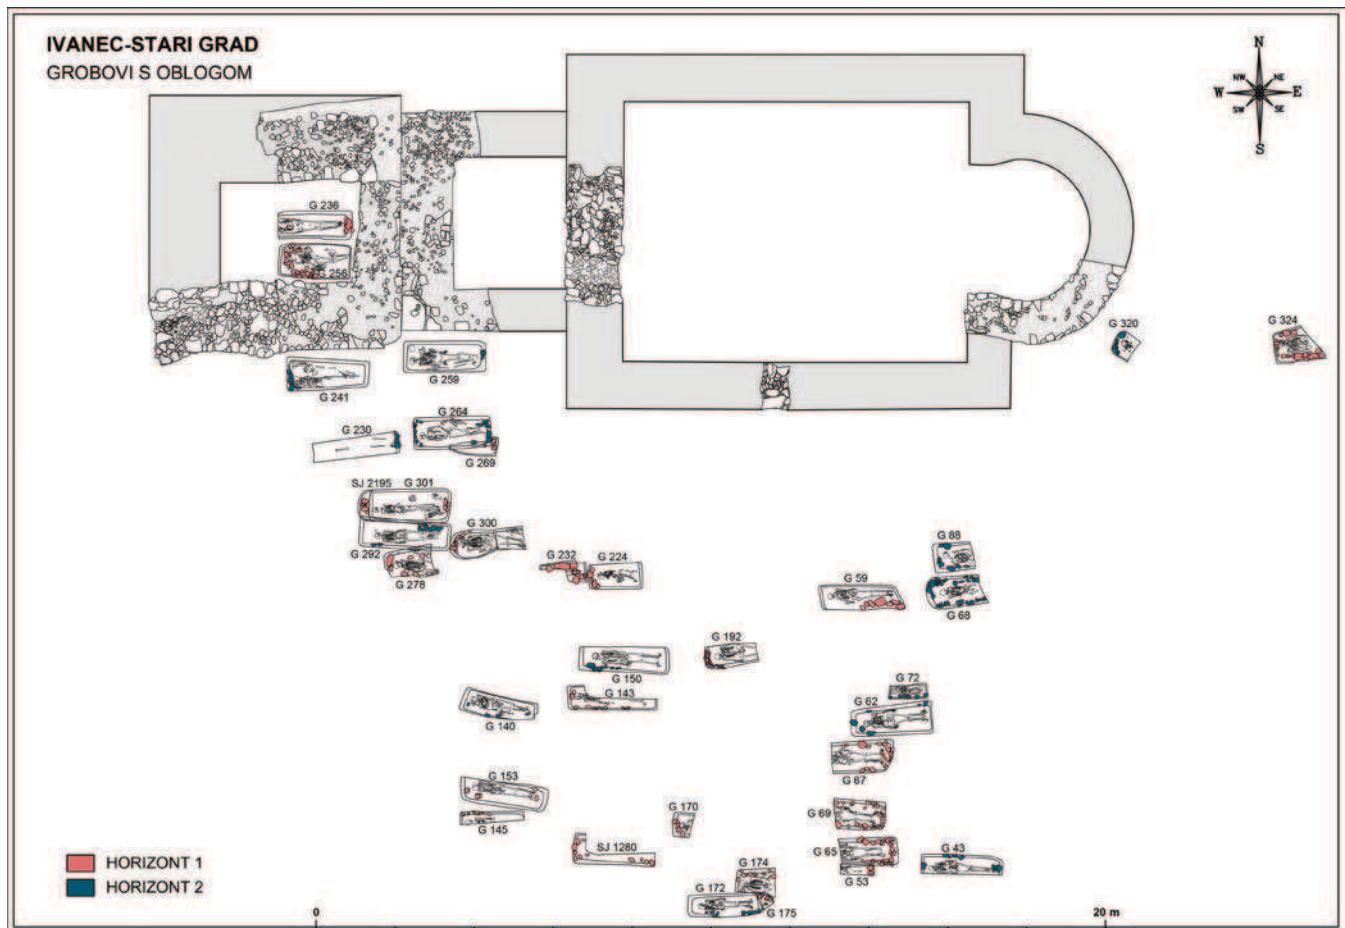 IVANEC-STARI GRAD
GROBOVI S OBLOGOM
N
NW NE
W E
SW SE
S
G 236
G 256
G 320
G 324
G 241
G 259
G 264
G 230
G 269
SJ 2195 G 301
G 300
G 292
G 278
G 232 G 224
G 88
G 59
G 68
G 192
G 150
G 72
G 143
G 62
G 140
G 67
G 153
G 170
G 69
G 145
SJ 1280
G 65
G 43
G 174
G 53
G 172
G 175
HORIZONT 1
HORIZONT 2
0 20 m